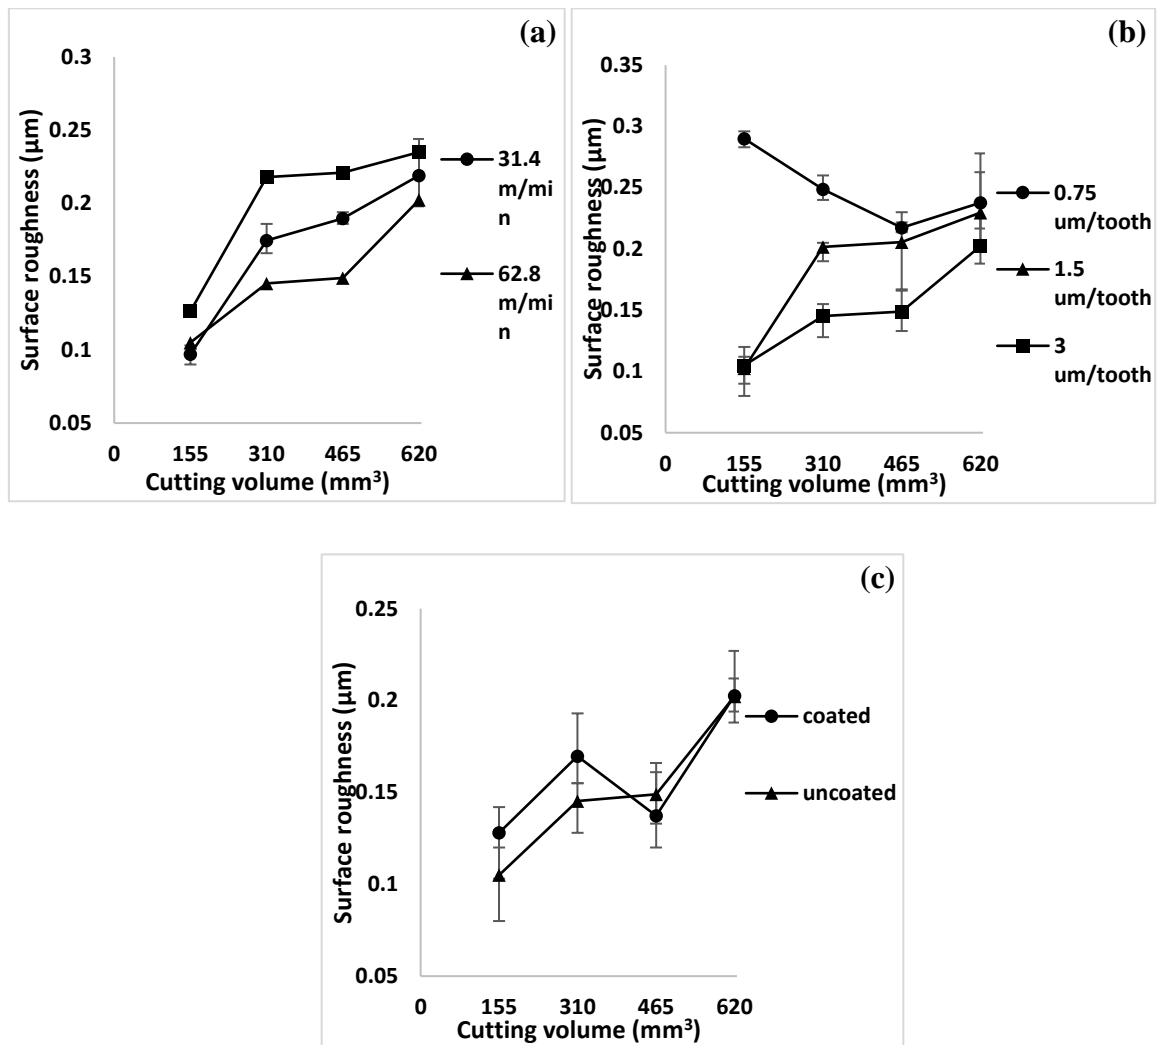 (a)
0.3
0.25
0.2
0.15
0.1
0.05
0 155 310 465 620
Surface roughness (µm)
Cutting volume (mm³)
31.4
m/mi
n
62.8
m/mi
n
(b)
0.35
0.3
0.25
0.2
0.15
0.1
0.05
0 155 310 465 620
Surface roughness (µm)
Cutting volume (mm³)
0.75
um/tooth
1.5
um/tooth
3
um/tooth
(c)
0.25
0.2
0.15
0.1
0.05
0 155 310 465 620
Surface roughness (µm)
Cutting volume (mm³)
coated
uncoated